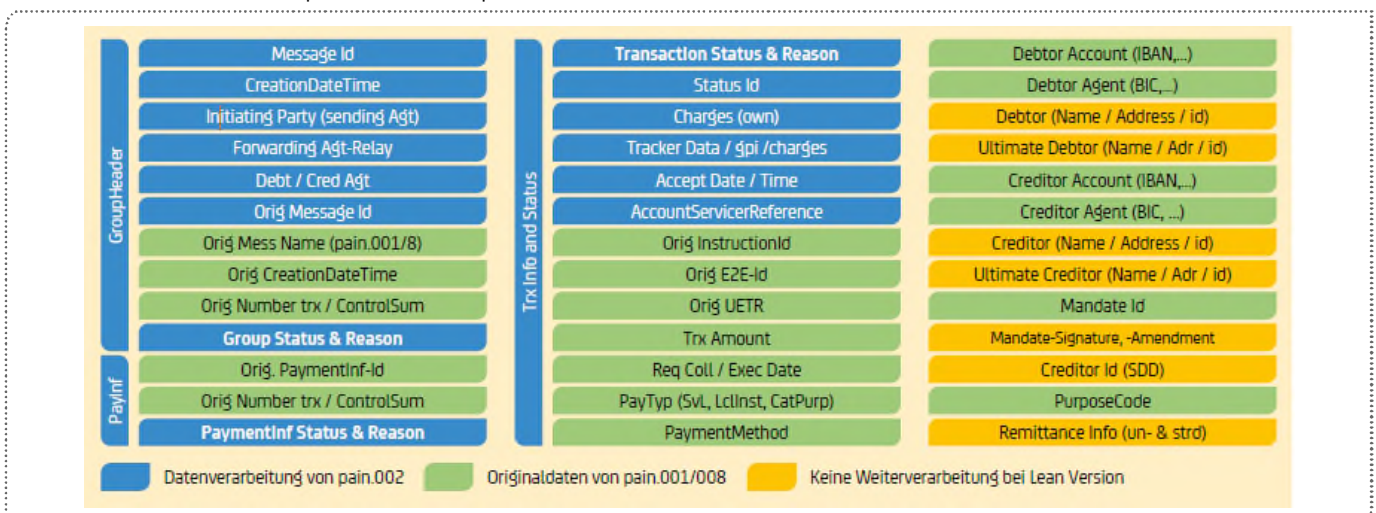 GroupHeader
Message Id
CreationDateTime
Initiating Party (sending Agt)
Forwarding Agt-Relay
Debt / Cred Agt
Orig Message Id
Orig Mess Name (pain.001/8)
Orig CreationDateTime
Orig Number trx / ControlSum
Group Status & Reason
PayInf
Orig. PaymentInf-Id
Orig Number trx / ControlSum
PaymentInf Status & Reason
Trx Info and Status
Transaction Status & Reason
Status Id
Charges (own)
Tracker Data / gpi /charges
Accept Date / Time
AccountServicerReference
Orig InstructionId
Orig E2E-Id
Orig UETR
Trx Amount
Req Coll / Exec Date
PayTyp (SvL, LclInst, CatPurp)
PaymentMethod
Debtor Account (IBAN,...)
Debtor Agent (BIC,...)
Debtor (Name / Address / id)
Ultimate Debtor (Name / Adr / id)
Creditor Account (IBAN,...)
Creditor Agent (BIC, ...)
Creditor (Name / Address / id)
Ultimate Creditor (Name / Adr / id)
Mandate Id
Mandate-Signature, -Amendment
Creditor Id (SDD)
PurposeCode
Remittance Info (un- & strd)
Datenverarbeitung von pain.002
Originaldaten von pain.001/008
Keine Weiterverarbeitung bei Lean Version